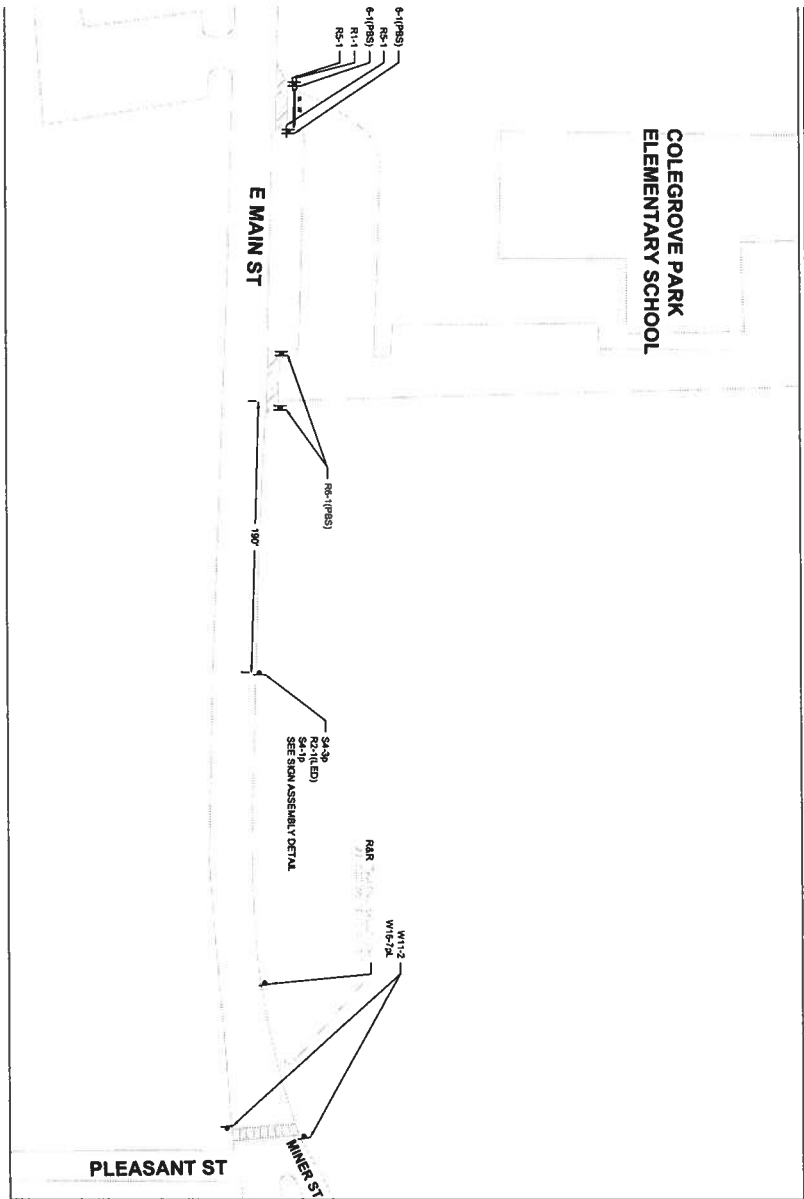 COLEGROVE PARK
ELEMENTARY SCHOOL
6-1(PBS)
R5-1
6-1(PBS)
R1-1
R5-1
E MAIN ST
R6-1(PBS)
190'
S4-3p
R2-1(LED)
S4-1p
SEE SIGN ASSEMBLY DETAIL
R&R
W11-2
W16-7pL
MINER ST
PLEASANT ST